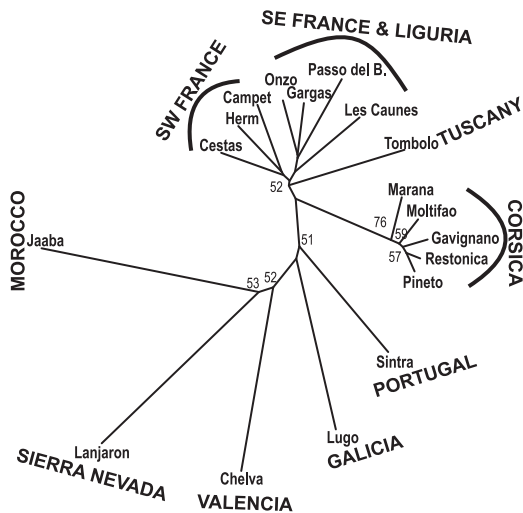 SE FRANCE & LIGURIA
SW FRANCE
Passo del B.
Onzo
Gargas
Campet
Les Caunes
Herm
Cestas
Tombolo
TUSCANY
52
Marana
76
Moltifao
59
Gavignano
57
Restonica
Pineto
CORSICA
MOROCCO
Jaaba
51
53
52
Sintra
PORTUGAL
Lugo
GALICIA
Lanjaron
SIERRA NEVADA
Chelva
VALENCIA